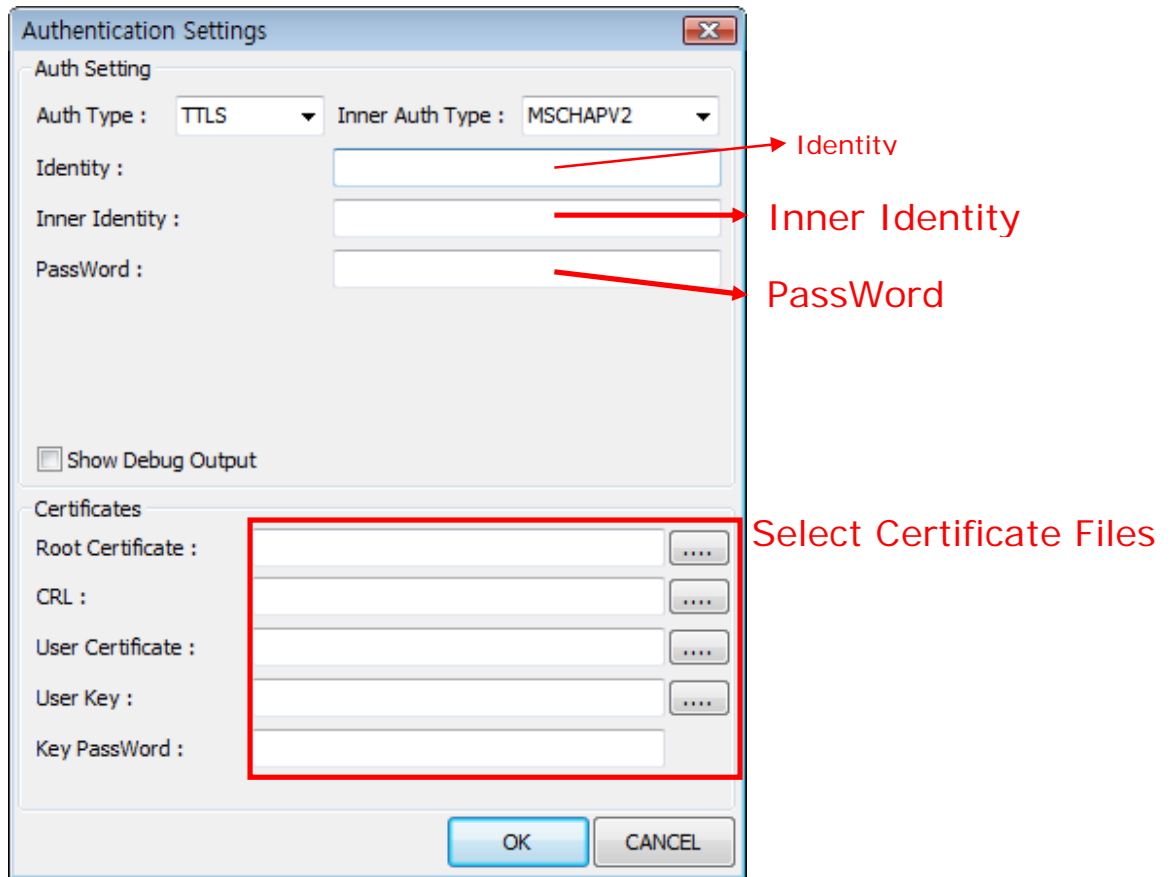 Authentication Settings
Auth Setting
Auth Type : TTLS Inner Auth Type : MSCHAPV2
Identity :
Identity
Inner Identity :
Inner Identity
PassWord :
PassWord
Show Debug Output
Certificates
Select Certificate Files
Root Certificate : ....
CRL : ....
User Certificate : ....
User Key : ....
Key PassWord :
OK CANCEL